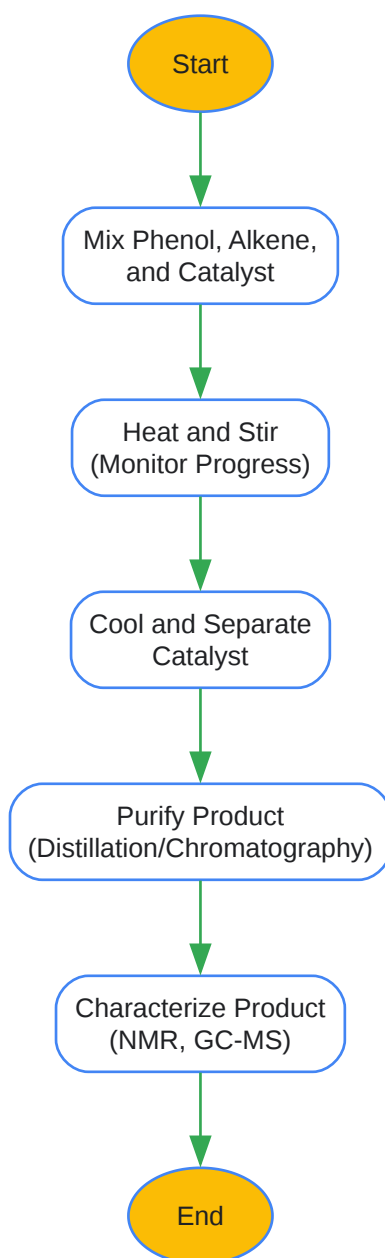 Start
Mix Phenol, Alkene,
and Catalyst
Heat and Stir
(Monitor Progress)
Cool and Separate
Catalyst
Purify Product
(Distillation/Chromatography)
Characterize Product
(NMR, GC-MS)
End